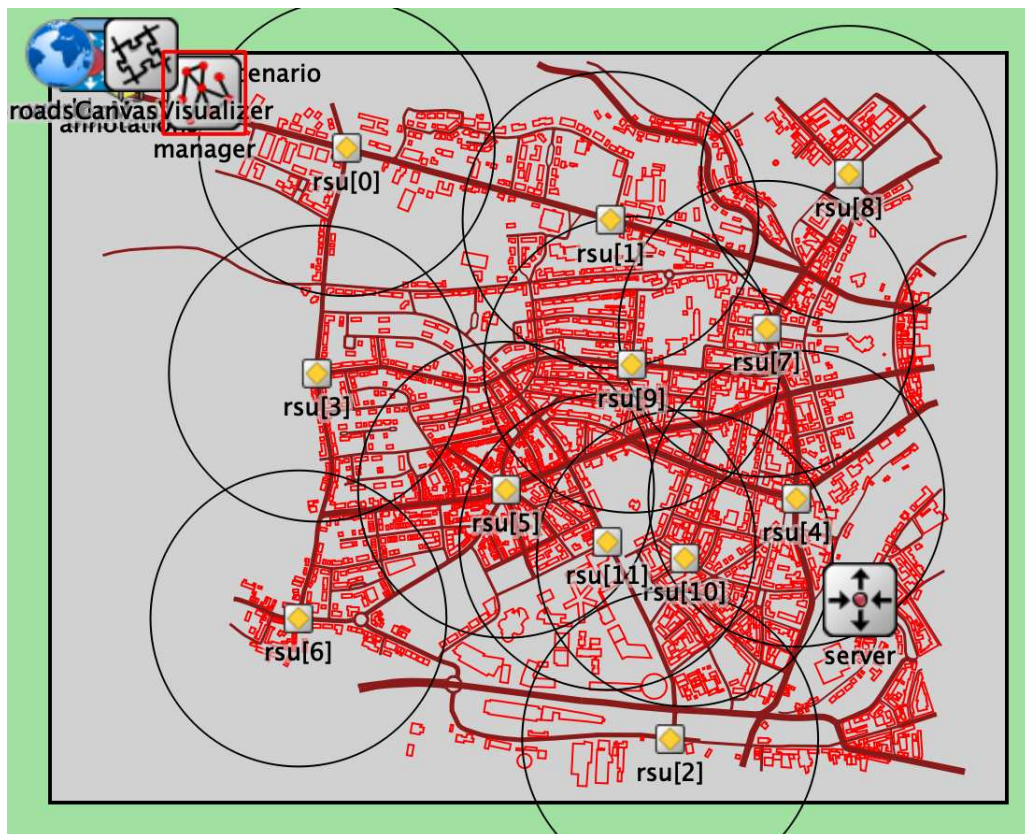 cenario
roadsCanvasVisualizer
annotations
manager
rsu[0]
rsu[8]
rsu[1]
rsu[7]
rsu[9]
rsu[3]
rsu[5]
rsu[4]
rsu[11]
rsu[10]
rsu[6]
server
rsu[2]